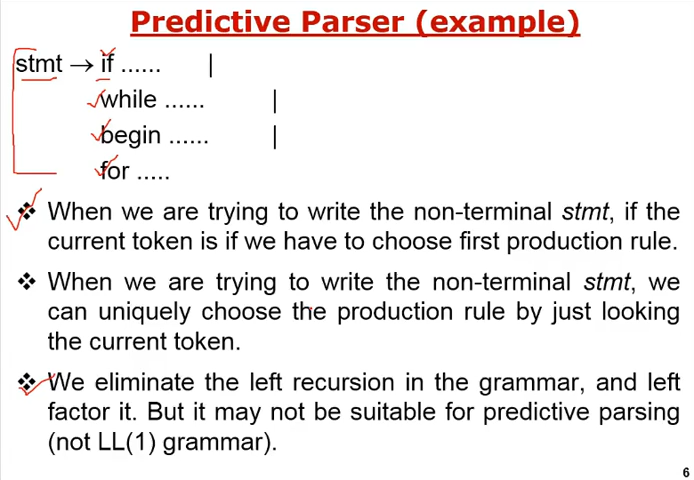 Predictive Parser (example)
stmt → if ...... |
while ...... |
begin ...... |
for .....
❖ When we are trying to write the non-terminal stmt, if the
current token is if we have to choose first production rule.
❖ When we are trying to write the non-terminal stmt, we
can uniquely choose the production rule by just looking
the current token.
❖ We eliminate the left recursion in the grammar, and left
factor it. But it may not be suitable for predictive parsing
(not LL(1) grammar).
6